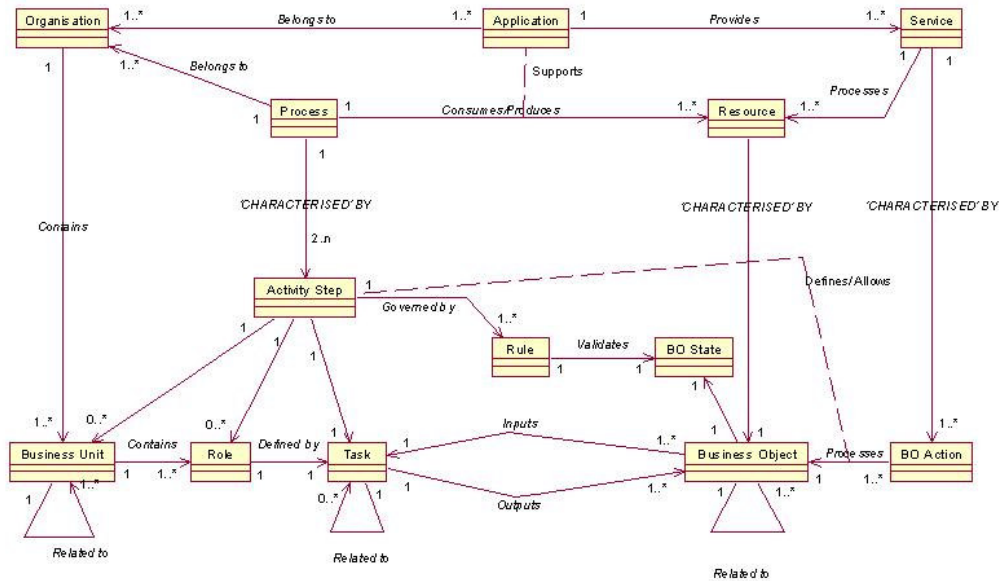 Organisation
1..*
Belongs to
1..*
Application
1
Provides
1..*
Service
1
1..*
Belongs to
Supports
1
1
Processes
1
Process
1
Consumes/Produces
1..*
Resource
1..*
1
'CHARACTERISED' BY
'CHARACTERISED' BY
'CHARACTERISED' BY
Contains
2..n
Activity Step
1
Defines/Allows
Governed by
1..*
1
1
1
Rule
Validates
BO State
1
1
1
1..*
0..*
0..*
1
1
Inputs
1..*
1
1..*
Business Unit
Contains
Role
Defined by
Task
Business Object
Processes
BO Action
1
1..*
1
1
1
1..*
1
1..*
1
1..*
0..*
1
Outputs
1
1..*
Related to
Related to
Related to